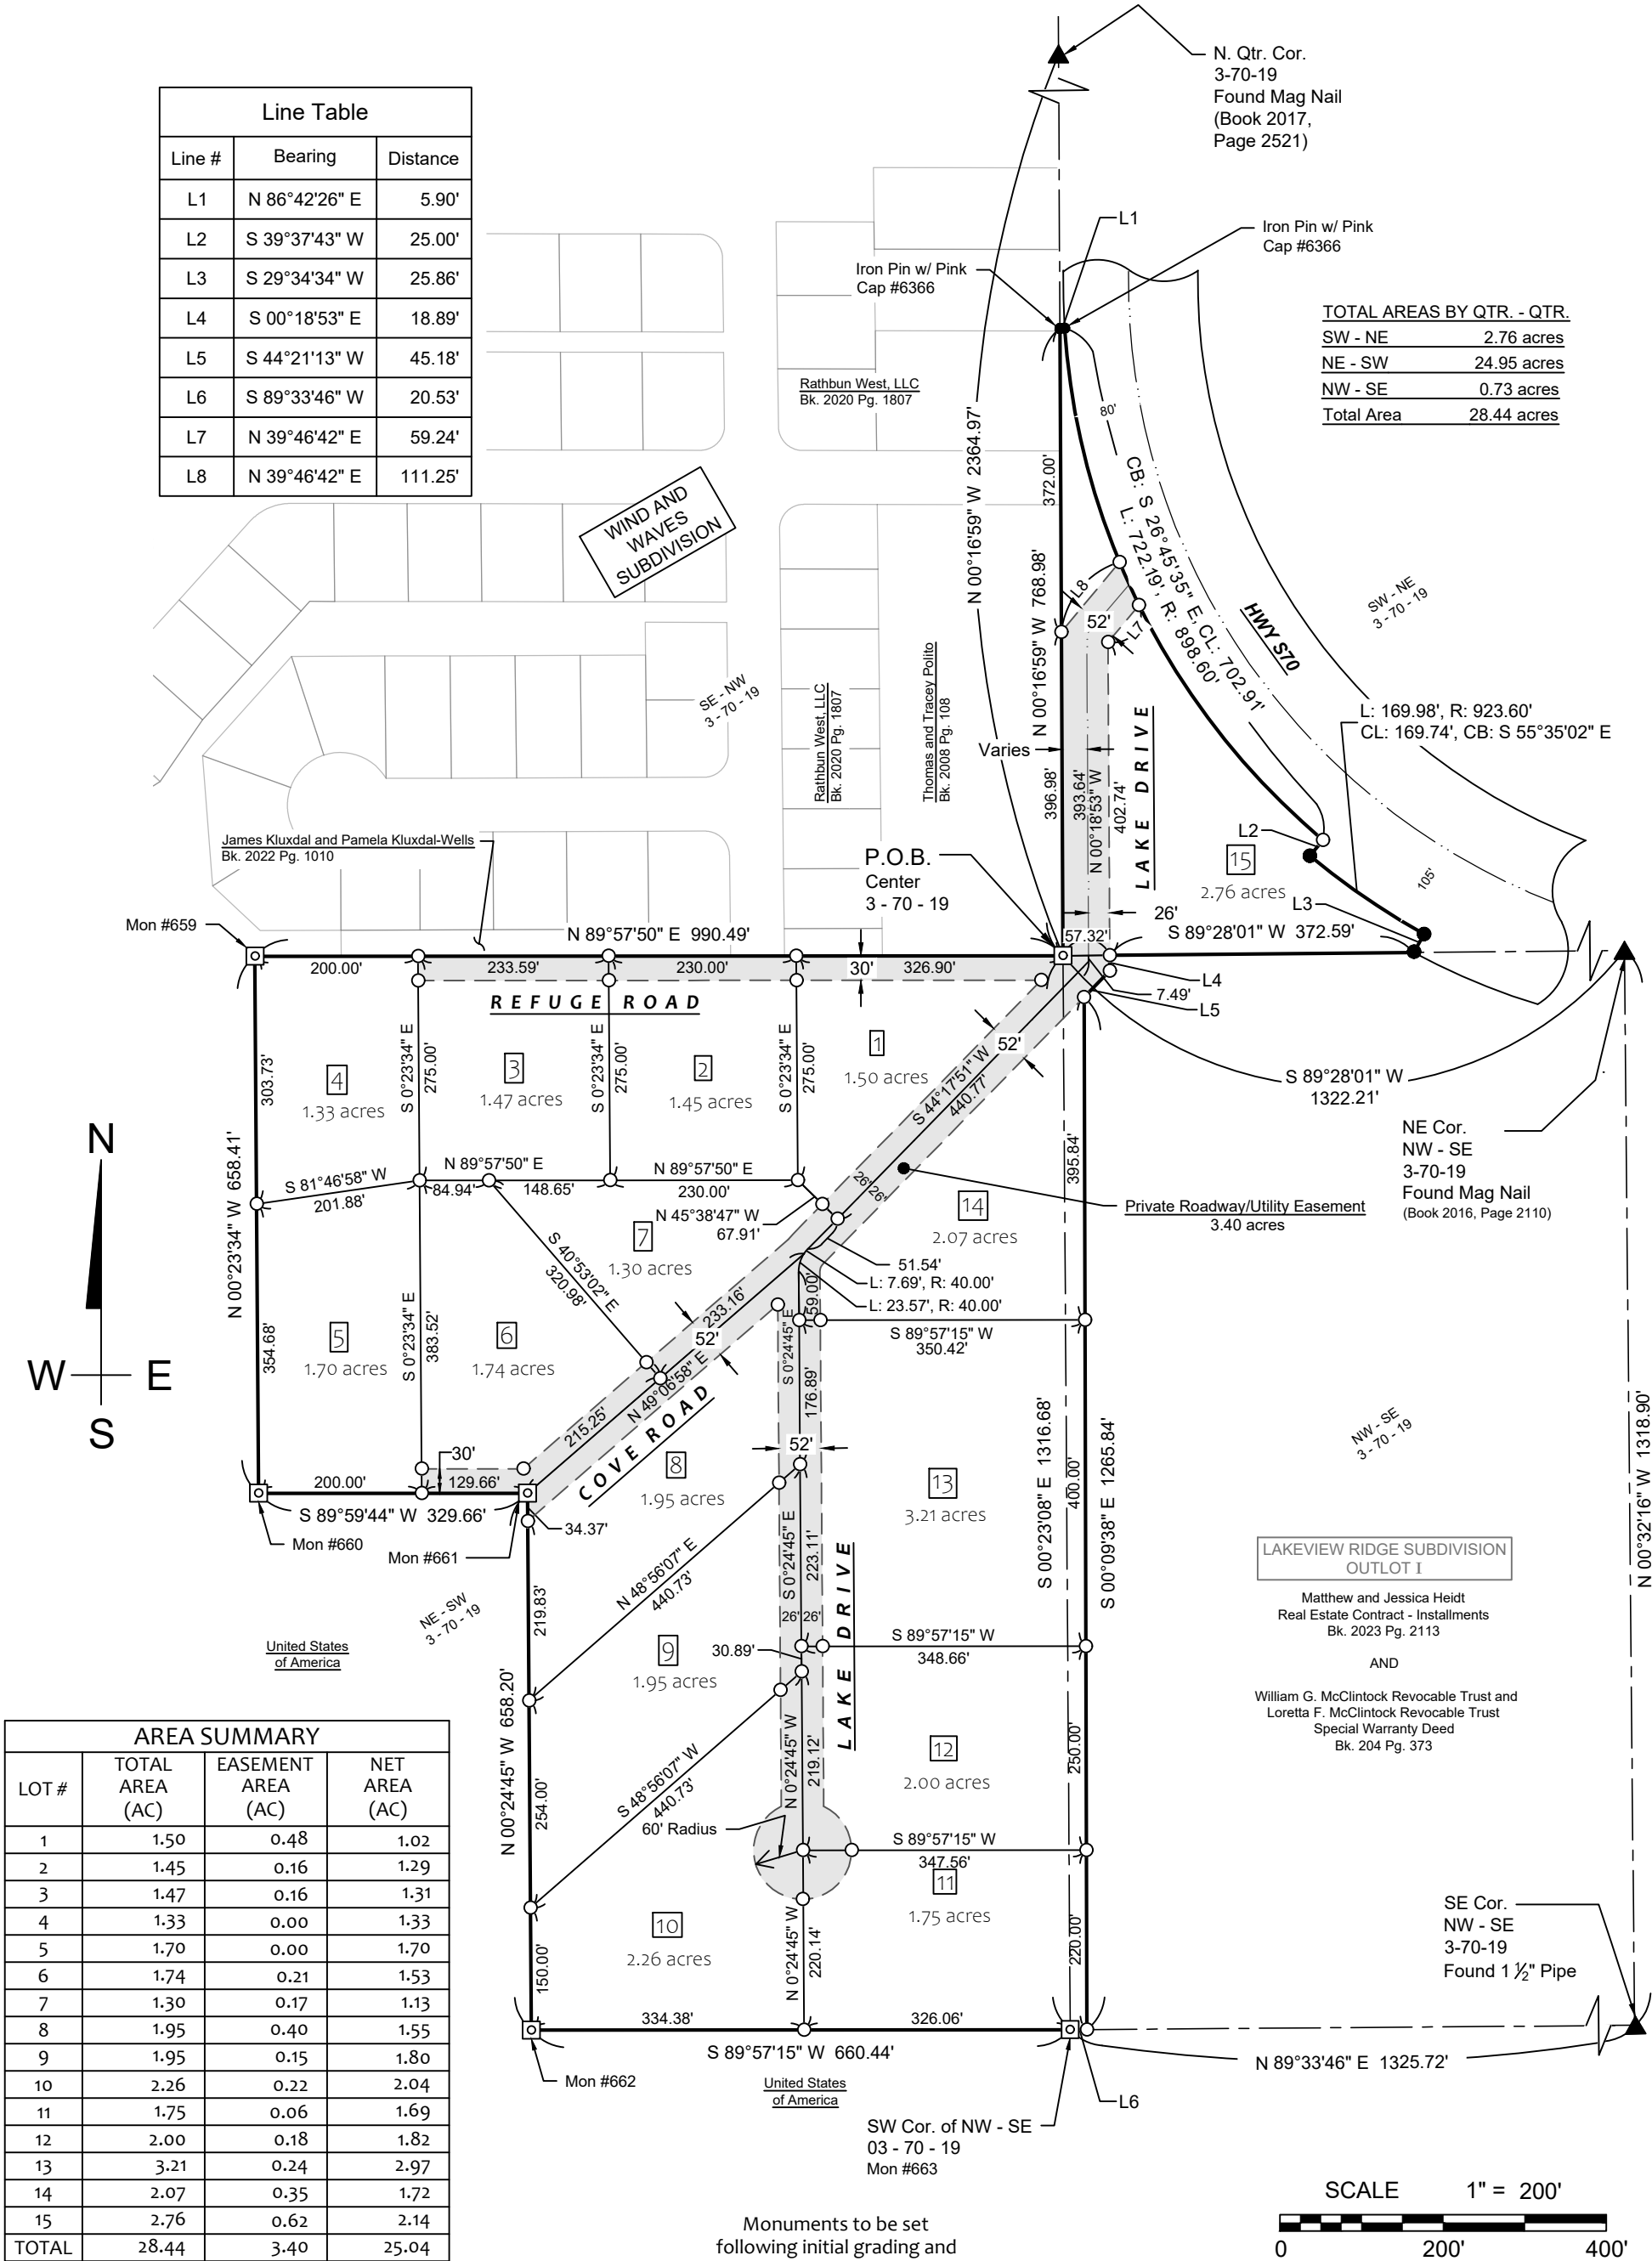 N. Qtr. Cor.
3-70-19
Found Mag Nail
(Book 2017,
Page 2521)
Line Table
Line # Bearing Distance
L1 N 86°42'26" E 5.90'
L2 S 39°37'43" W 25.00'
L3 S 29°34'34" W 25.86'
L4 S 00°18'53" E 18.89'
L5 S 44°21'13" W 45.18'
L6 S 89°33'46" W 20.53'
L7 N 39°46'42" E 59.24'
L8 N 39°46'42" E 111.25'
L1
Iron Pin w/ Pink
Cap #6366
Iron Pin w/ Pink
Cap #6366
TOTAL AREAS BY QTR. - QTR.
SW - NE 2.76 acres
NE - SW 24.95 acres
NW - SE 0.73 acres
Total Area 28.44 acres
Rathbun West, LLC
Bk. 2020 Pg. 1807
WIND AND
WAVES
SUBDIVISION
N 00°16'59" W 2364.97'
372.00'
N 00°16'59" W 768.98'
80'
CB: S 26°45'35" E, CL: 702.91'
L: 722.19', R: 898.60'
HWY S70
SW - NE
3 - 70 - 19
L8
52'
L7
SE - NW
3 - 70 - 19
Rathbun West, LLC
Bk. 2020 Pg. 1807
Thomas and Tracey Polito
Bk. 2008 Pg. 108
Varies
396.98'
393.64'
N 00°18'53" W
402.74'
LAKE DRIVE
L: 169.98', R: 923.60'
CL: 169.74', CB: S 55°35'02" E
L2
15
2.76 acres
L3
105'
James Kluxdal and Pamela Kluxdal-Wells
Bk. 2022 Pg. 1010
P.O.B.
Center
3 - 70 - 19
26'
Mon #659
N 89°57'50" E 990.49'
57.32'
S 89°28'01" W 372.59'
200.00'
233.59'
230.00'
30'
326.90'
L4
7.49'
L5
REFUGE ROAD
303.73'
S 0°23'34" E
275.00'
S 0°23'34" E
275.00'
S 0°23'34" E
275.00'
4
1.33 acres
3
1.47 acres
2
1.45 acres
1
1.50 acres
52'
S 44°17'51" W
440.77'
S 89°28'01" W
1322.21'
NE Cor.
NW - SE
3-70-19
Found Mag Nail
(Book 2016, Page 2110)
N
W E
S
N 00°23'34" W 658.41'
S 81°46'58" W
201.88'
N 89°57'50" E
84.94'
148.65'
N 89°57'50" E
230.00'
N 45°38'47" W
67.91'
26' 26'
395.84'
Private Roadway/Utility Easement
3.40 acres
14
2.07 acres
7
1.30 acres
S 40°53'02" E
320.98'
51.54'
L: 7.69', R: 40.00'
L: 23.57', R: 40.00'
59.00'
S 89°57'15" W
350.42'
354.68'
5
1.70 acres
S 0°23'34" E
383.52'
6
1.74 acres
233.16'
52'
N 49°06'58" E
215.25'
COVE ROAD
S 0°24'45" E
176.89'
52'
30'
200.00'
129.66'
S 89°59'44" W 329.66'
Mon #660
Mon #661
34.37'
8
1.95 acres
13
3.21 acres
S 00°23'08" E 1316.68'
400.00'
S 00°09'38" E 1265.84'
NW - SE
3 - 70 - 19
N 00°32'16" W 1318.90'
N 48°56'07" E
440.73'
S 0°24'45" E
223.11'
26' 26'
LAKE DRIVE
LAKEVIEW RIDGE SUBDIVISION
OUTLOT I
Matthew and Jessica Heidt
Real Estate Contract - Installments
Bk. 2023 Pg. 2113
AND
William G. McClintock Revocable Trust and
Loretta F. McClintock Revocable Trust
Special Warranty Deed
Bk. 204 Pg. 373
NE - SW
3 - 70 - 19
United States
of America
219.83'
9
1.95 acres
30.89'
S 89°57'15" W
348.66'
N 00°24'45" W 658.20'
254.00'
S 48°56'07" W
440.73'
N 0°24'45" W
219.12'
12
2.00 acres
250.00'
60' Radius
S 89°57'15" W
347.56'
11
1.75 acres
10
2.26 acres
150.00'
N 0°24'45" W
220.14'
220.00'
334.38'
326.06'
S 89°57'15" W 660.44'
Mon #662
United States
of America
SW Cor. of NW - SE
03 - 70 - 19
Mon #663
L6
N 89°33'46" E 1325.72'
SE Cor.
NW - SE
3-70-19
Found 1 ½" Pipe
AREA SUMMARY
LOT # TOTAL AREA (AC) EASEMENT AREA (AC) NET AREA (AC)
1 1.50 0.48 1.02
2 1.45 0.16 1.29
3 1.47 0.16 1.31
4 1.33 0.00 1.33
5 1.70 0.00 1.70
6 1.74 0.21 1.53
7 1.30 0.17 1.13
8 1.95 0.40 1.55
9 1.95 0.15 1.80
10 2.26 0.22 2.04
11 1.75 0.06 1.69
12 2.00 0.18 1.82
13 3.21 0.24 2.97
14 2.07 0.35 1.72
15 2.76 0.62 2.14
TOTAL 28.44 3.40 25.04
Monuments to be set
following initial grading and
SCALE 1" = 200'
0 200' 400'